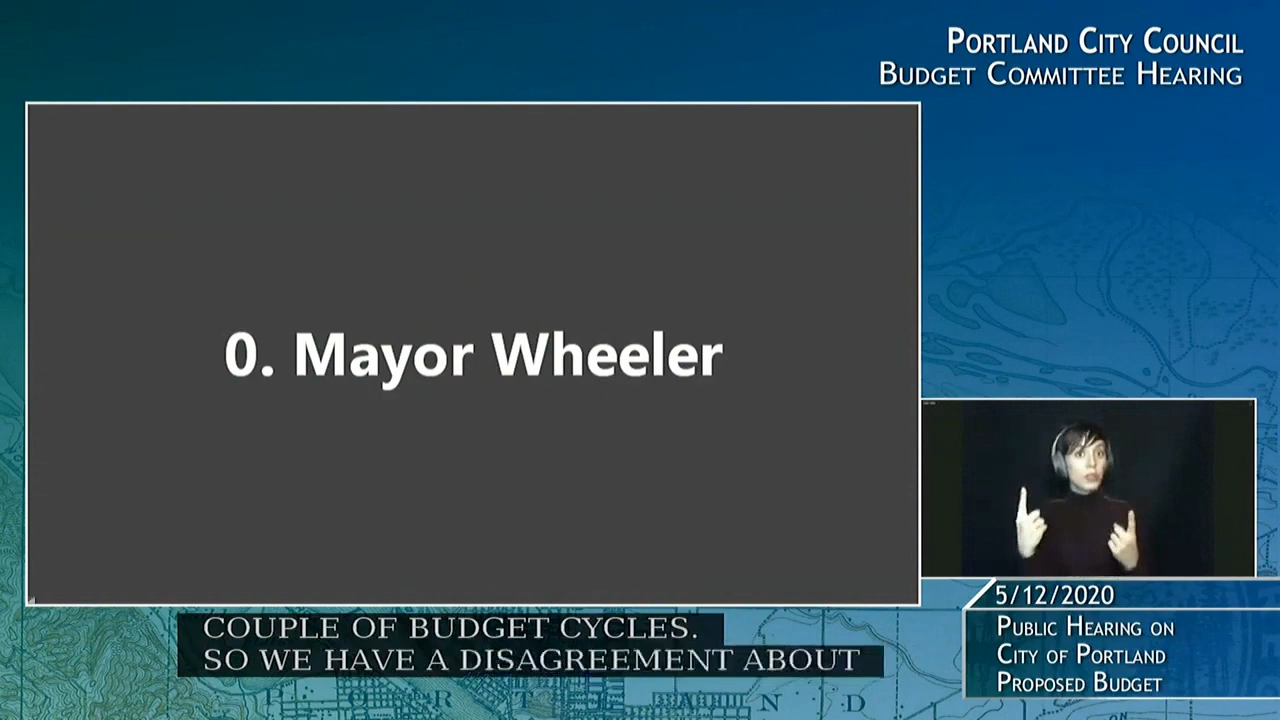 PORTLAND CITY COUNCIL
BUDGET COMMITTEE HEARING
0. Mayor Wheeler
5/12/2020
PUBLIC HEARING ON
CITY OF PORTLAND
PROPOSED BUDGET
COUPLE OF BUDGET CYCLES.
SO WE HAVE A DISAGREEMENT ABOUT